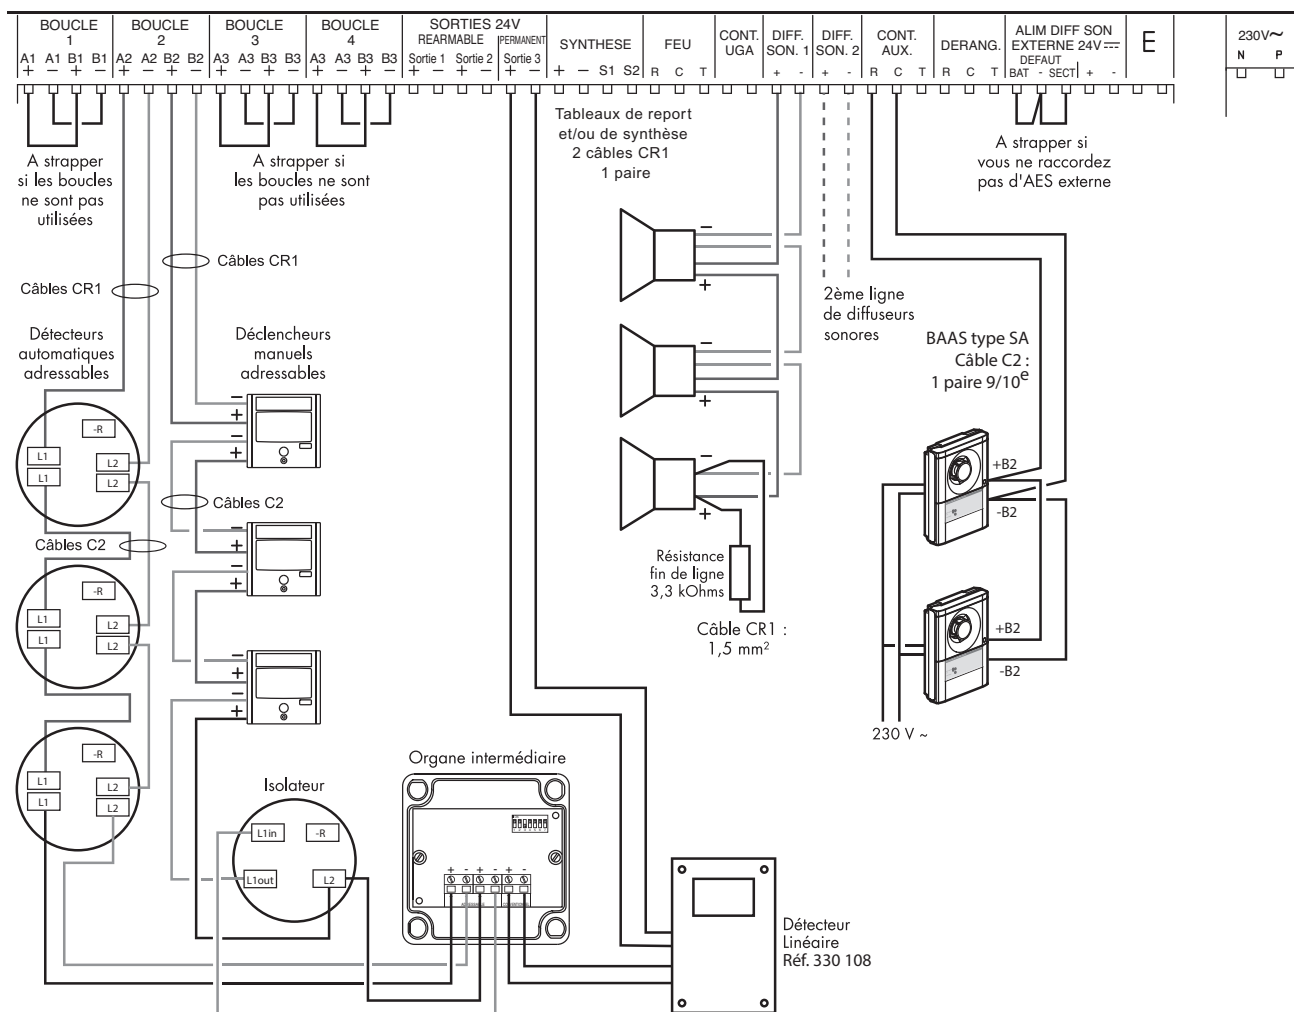 BOUCLE 1
BOUCLE 2
BOUCLE 3
BOUCLE 4
SORTIES 24V
REARMABLE
PERMANENT
Sortie 1 Sortie 2 Sortie 3
SYNTHESE
FEU
CONT. UGA
DIFF. SON. 1
DIFF. SON. 2
CONT. AUX.
DERANG.
ALIM DIFF SON
EXTERNE 24V
DEFAUT
BAT - SECT + -
E
230V~
N P
A1 A1 B1 B1 A2 A2 B2 B2 A3 A3 B3 B3 A3 A3 B3 B3
+ - + - + - + - + - + - + - + -
+ - + - + -
+ - S1 S2
R C T
+ -
+ -
R C T
R C T
A strapper
si les boucles
ne sont pas
utilisées
A strapper si
les boucles ne sont
pas utilisées
Tableaux de report
et/ou de synthèse
2 câbles CR1
1 paire
A strapper si
vous ne raccordez
pas d'AES externe
Câbles CR1
Câbles CR1
2ème ligne
de diffuseurs
sonores
Détecteurs
automatiques
adressables
Déclencheurs
manuels
adressables
BAAS type SA
Câble C2 :
1 paire 9/10e
-R
L1
L1
L2
L2
Câbles C2
Câbles C2
-R
L1
L1
L2
L2
-R
L1
L1
L2
L2
- + - +
- + - +
- + - +
- +
- +
- +
Résistance
fin de ligne
3,3 kOhms
Câble CR1 :
1,5 mm²
+B2
-B2
+B2
-B2
230 V ~
Isolateur
L1in
-R
L1out
L2
Organe intermédiaire
+ - + - + -
Détecteur
Linéaire
Réf. 330 108